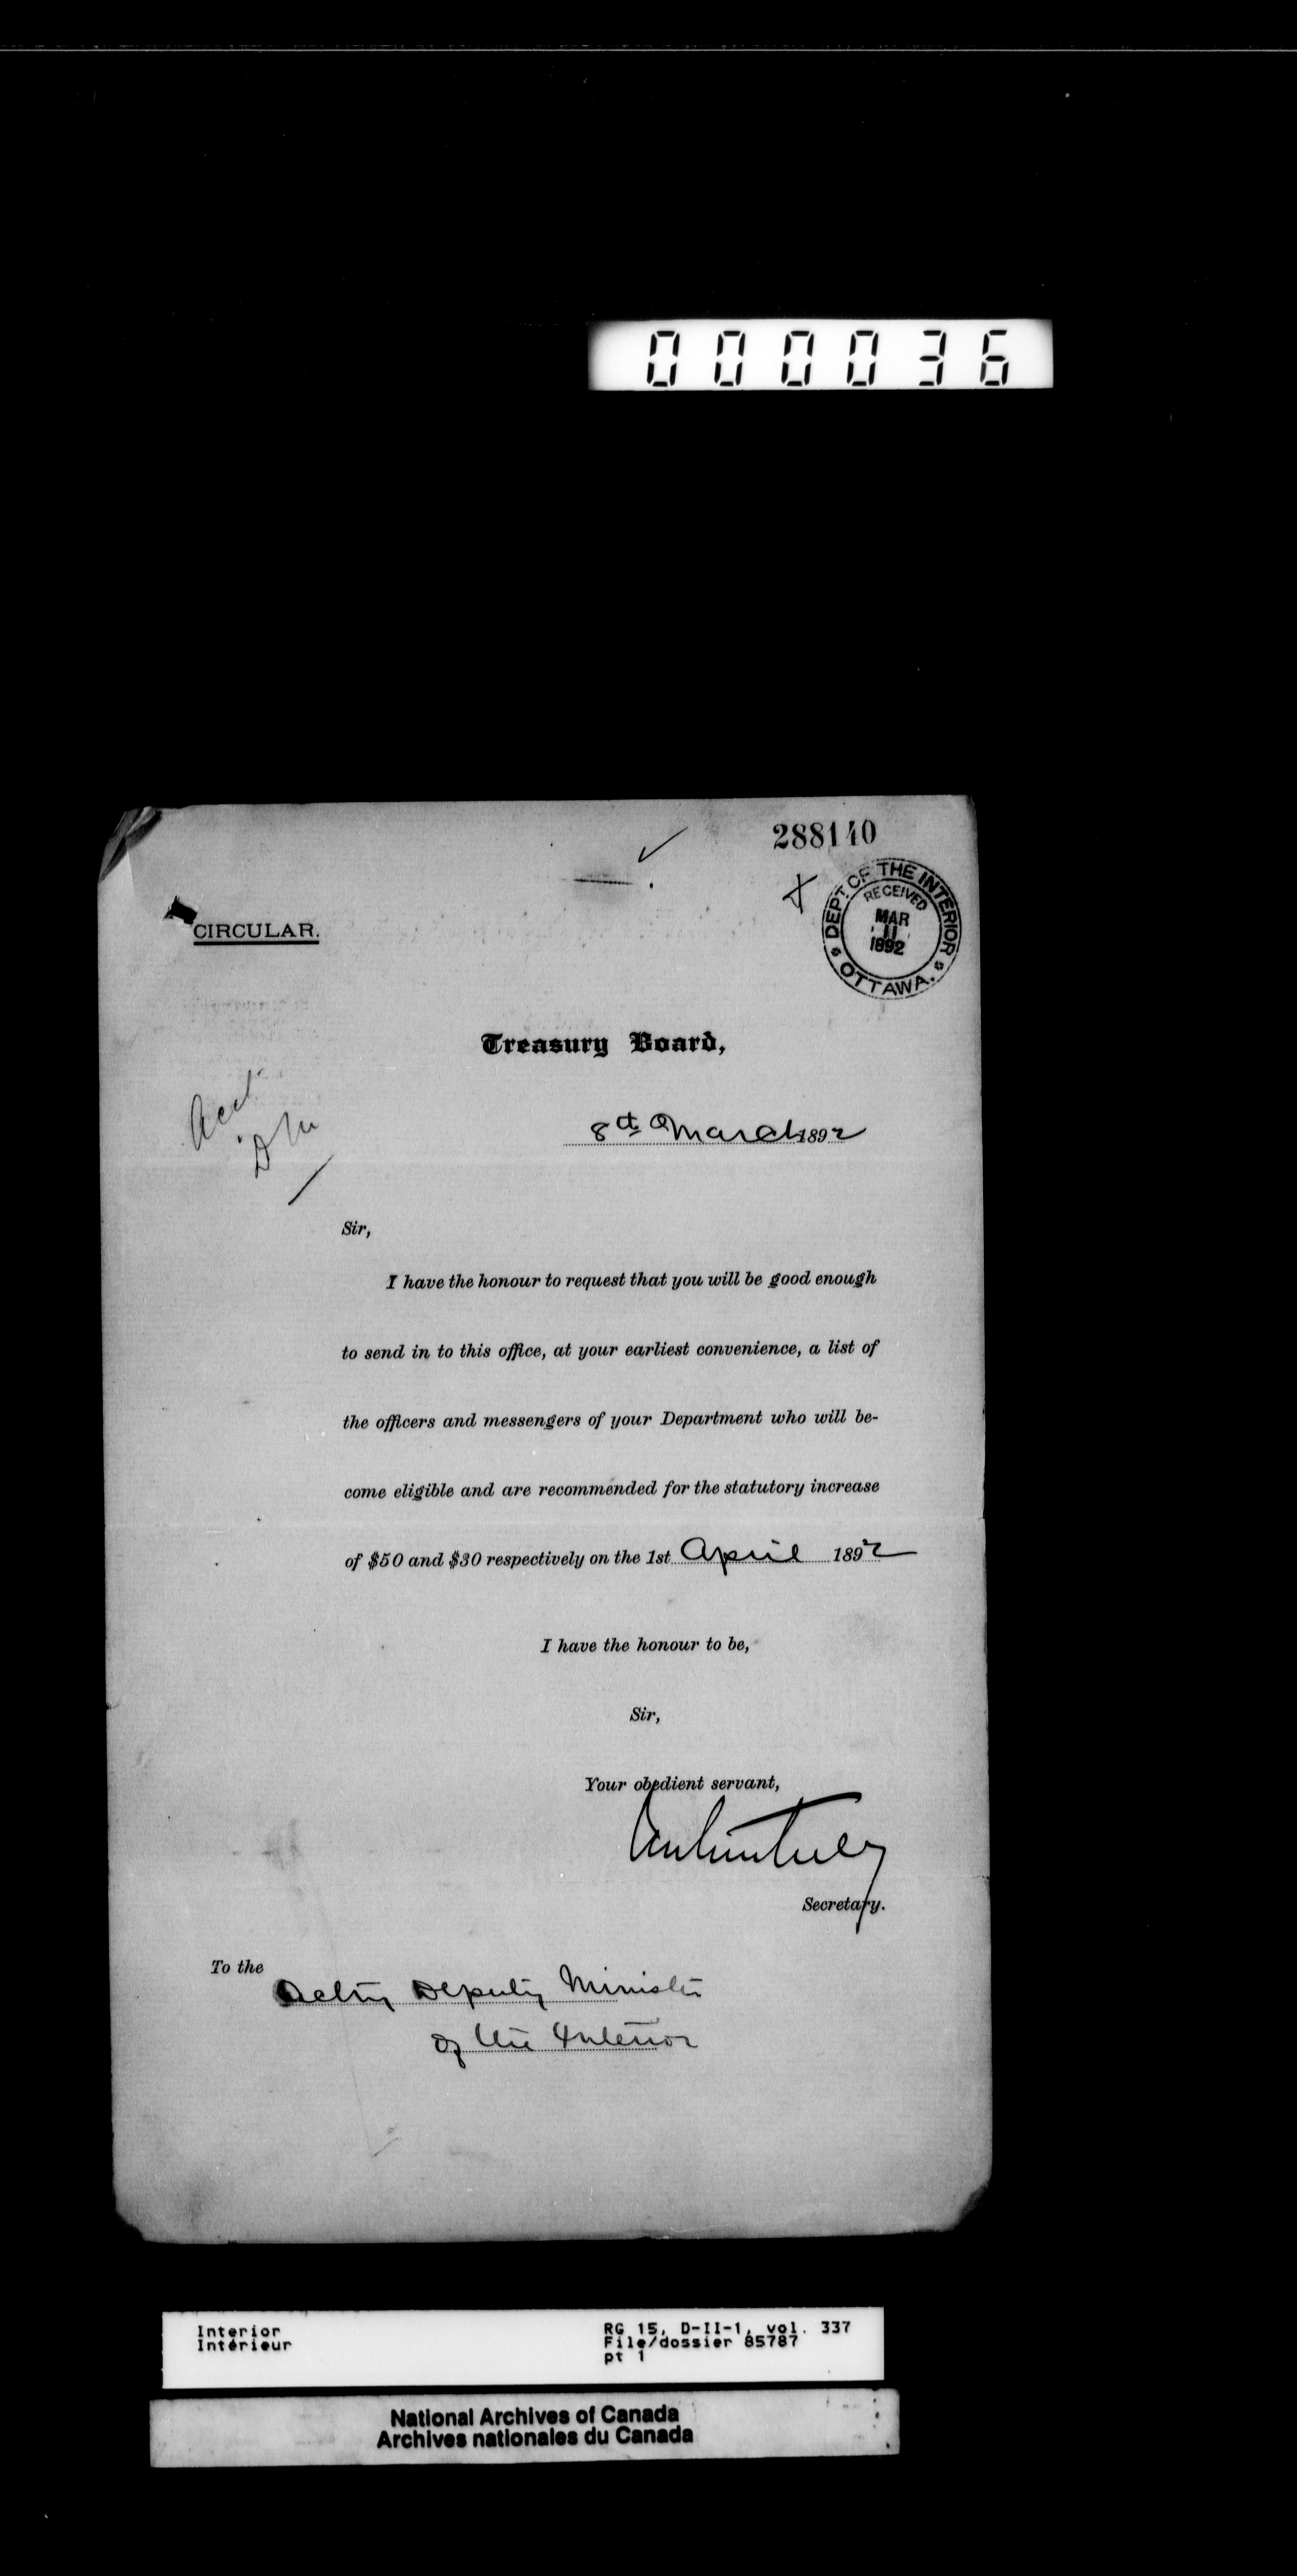 000036
288140
DEPT. OF THE INTERIOR
RECEIVED
MAR
11
1892
OTTAWA.
CIRCULAR.
Treasury Board,
Acct
D M
8th March 1892
Sir,
I have the honour to request that you will be good enough
to send in to this office, at your earliest convenience, a list of
the officers and messengers of your Department who will be-
come eligible and are recommended for the statutory increase
of $50 and $30 respectively on the 1st April 1892
I have the honour to be,
Sir,
Your obedient servant,
Secretary.
To the
Acting Deputy Minister
of the Interior
Interior
Intérieur
RG 15, D-II-1, vol. 337
File/dossier 85787
pt 1
National Archives of Canada
Archives nationales du Canada